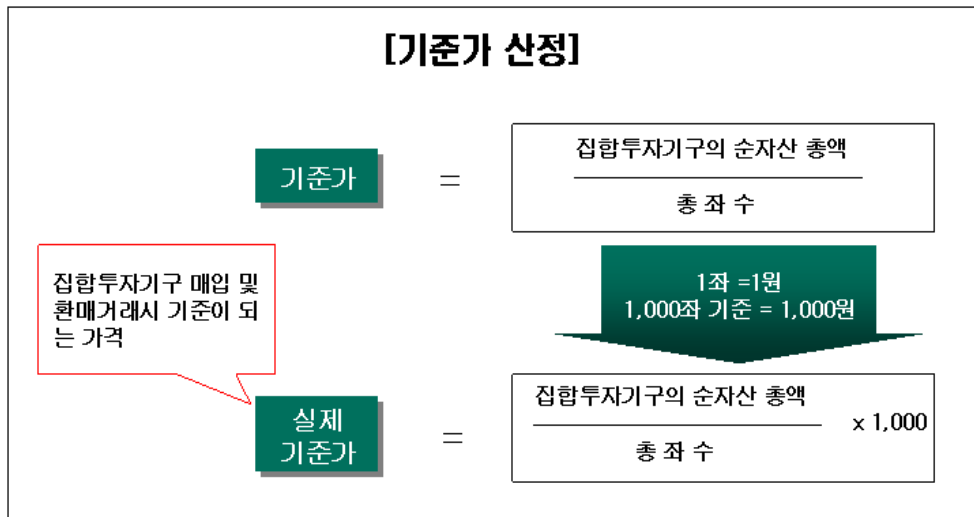 [기준가 산정]
기준가
=
집합투자기구의 순자산 총액
총 좌 수
집합투자기구 매입 및
환매거래시 기준이 되
는 가격
1좌 =1원
1,000좌 기준 = 1,000원
실제
기준가
=
집합투자기구의 순자산 총액
총 좌 수
x 1,000